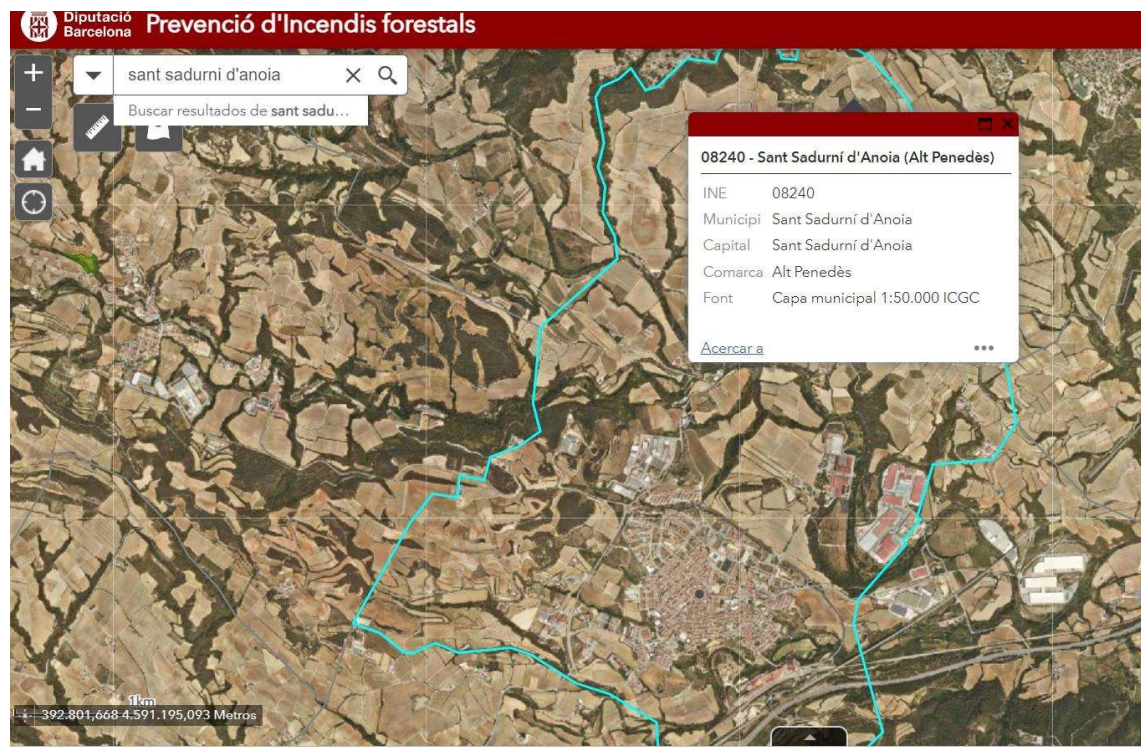 Diputació
Barcelona
Prevenció d'Incendis forestals
+
sant sadurni d'anoia
Buscar resultados de sant sadu...
−
08240 - Sant Sadurní d'Anoia (Alt Penedès)
INE 08240
Municipi Sant Sadurní d'Anoia
Capital Sant Sadurní d'Anoia
Comarca Alt Penedès
Font Capa municipal 1:50.000 ICGC
Acercar a
1km
392.801,668 4.591.195,093 Metros